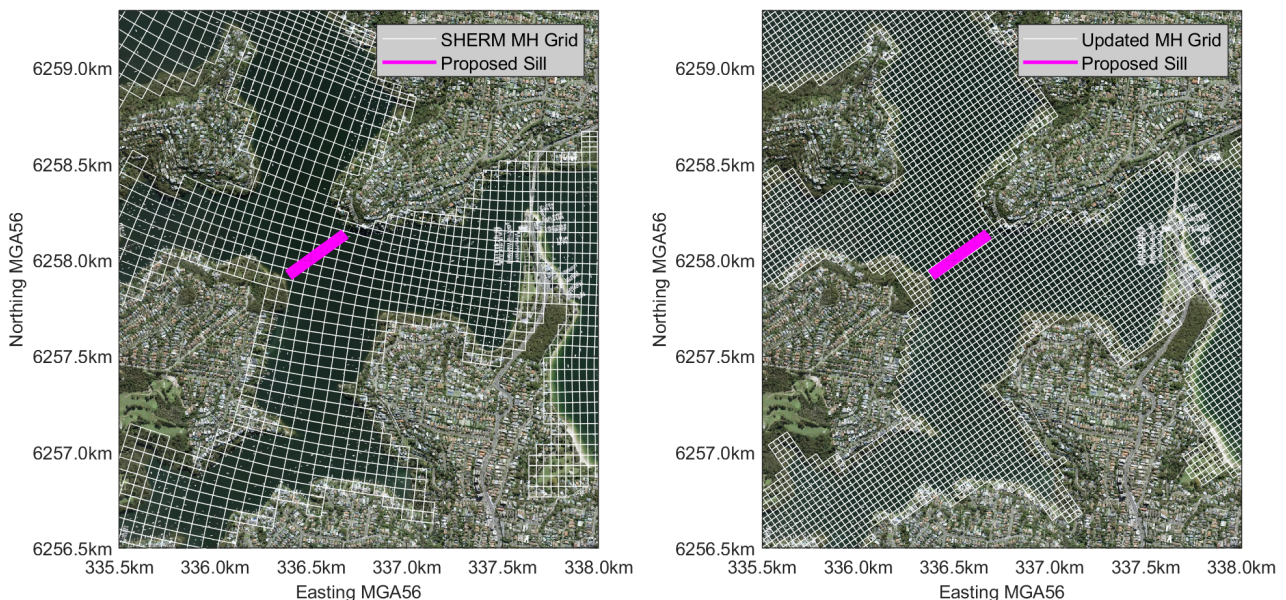 SHERM MH Grid
Proposed Sill
6259.0km
6258.5km
6258.0km
6257.5km
6257.0km
6256.5km
Northing MGA56
335.5km 336.0km 336.5km 337.0km 337.5km 338.0km
Easting MGA56
Updated MH Grid
Proposed Sill
6259.0km
6258.5km
6258.0km
6257.5km
6257.0km
6256.5km
Northing MGA56
335.5km 336.0km 336.5km 337.0km 337.5km 338.0km
Easting MGA56